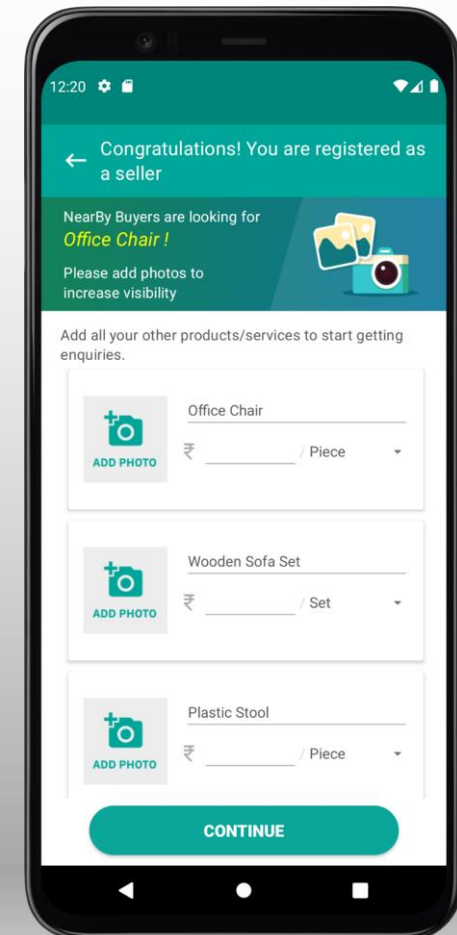 12:20
Congratulations! You are registered as
a seller
NearBy Buyers are looking for
Office Chair !
Please add photos to
increase visibility
Add all your other products/services to start getting
enquiries.
ADD PHOTO
Office Chair
₹ / Piece
ADD PHOTO
Wooden Sofa Set
₹ / Set
ADD PHOTO
Plastic Stool
₹ / Piece
CONTINUE